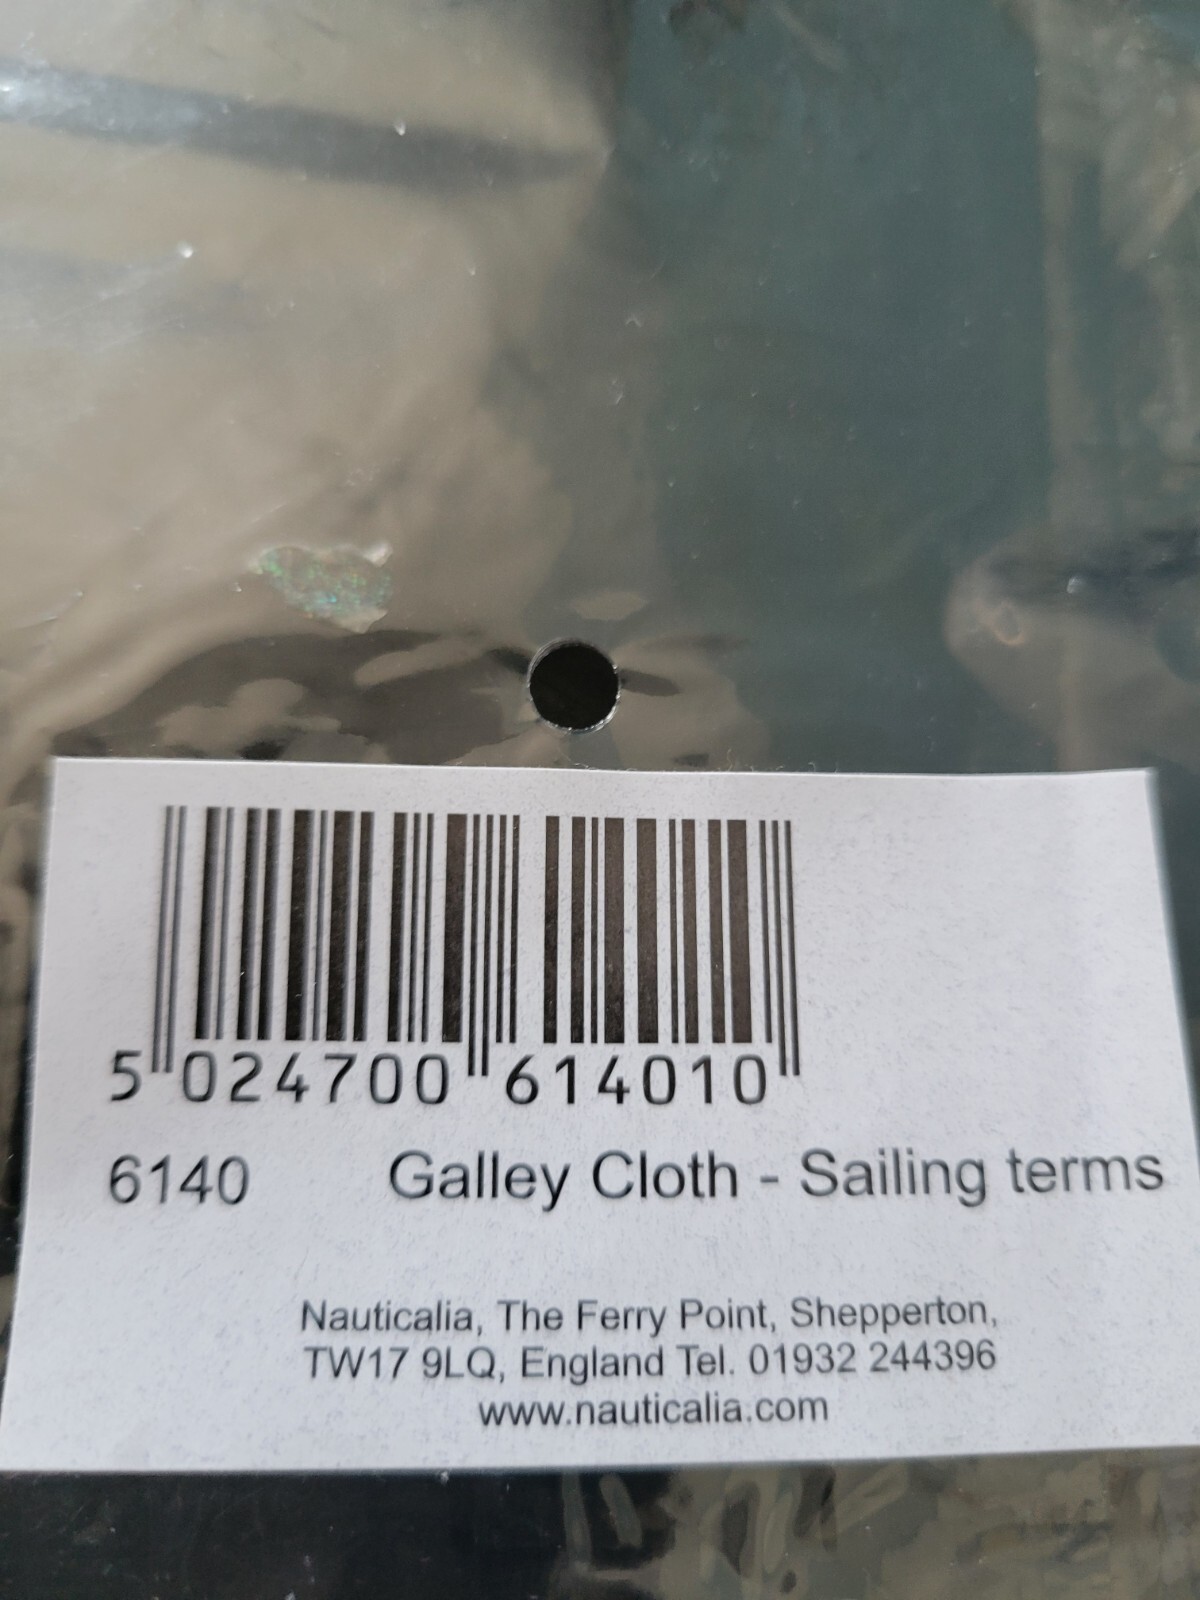 5 024700 614010
6140 Galley Cloth - Sailing terms
Nauticalia, The Ferry Point, Shepperton,
TW17 9LQ, England Tel. 01932 244396
www.nauticalia.com